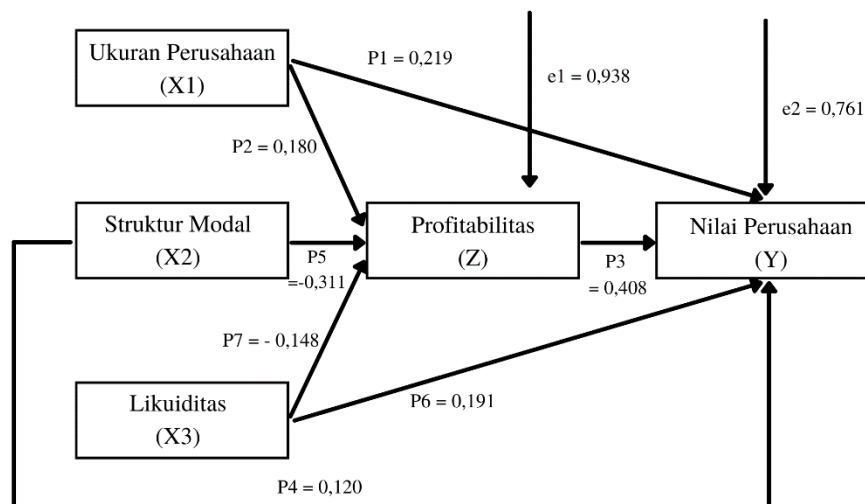 Ukuran Perusahaan
(X1)
P1 = 0,219
e1 = 0,938
e2 = 0,761
P2 = 0,180
Struktur Modal
(X2)
P5
=-0,311
Profitabilitas
(Z)
P3
= 0,408
Nilai Perusahaan
(Y)
P7 = - 0,148
Likuiditas
(X3)
P6 = 0,191
P4 = 0,120